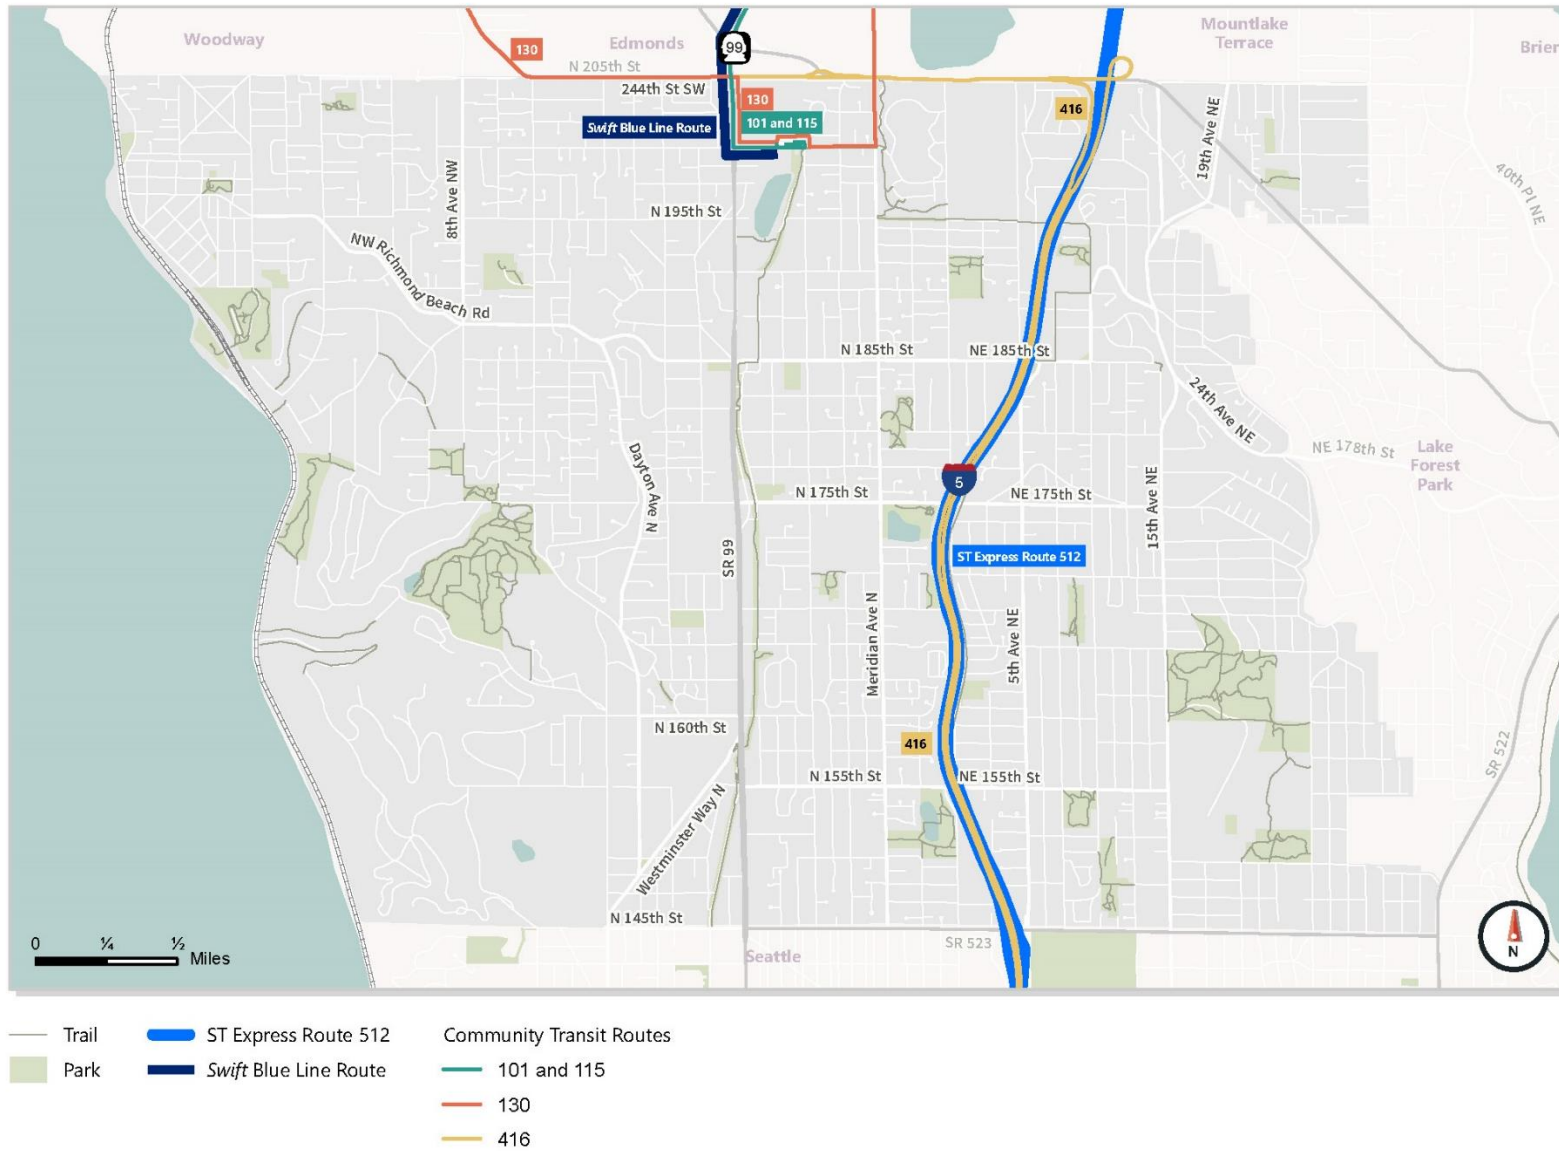 Woodway
Edmonds
Mountlake
Terrace
Brier
130
99
N 205th St
244th St SW
130
101 and 115
Swift Blue Line Route
416
19th Ave NE
40th Pl NE
8th Ave NW
N 195th St
NW Richmond Beach Rd
N 185th St
NE 185th St
24th Ave NE
NE 178th St
Lake
Forest
Park
Dayton Ave N
5
N 175th St
NE 175th St
15th Ave NE
SR 99
ST Express Route 512
Meridian Ave N
5th Ave NE
N 160th St
416
SR 522
N 155th St
NE 155th St
Westminster Way N
N 145th St
SR 523
Seattle
0 ¼ ½
Miles
N
Trail
ST Express Route 512
Community Transit Routes
Park
Swift Blue Line Route
101 and 115
130
416